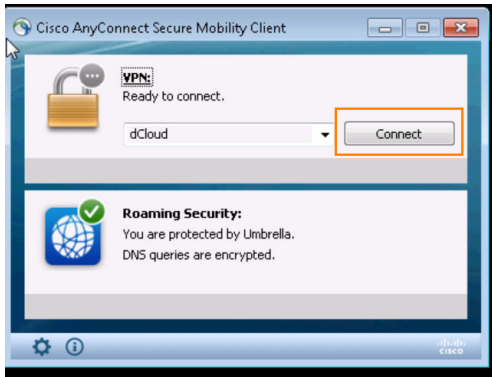 Cisco AnyConnect Secure Mobility Client
VPN:
Ready to connect.
dCloud
Connect
Roaming Security:
You are protected by Umbrella.
DNS queries are encrypted.
CISCO